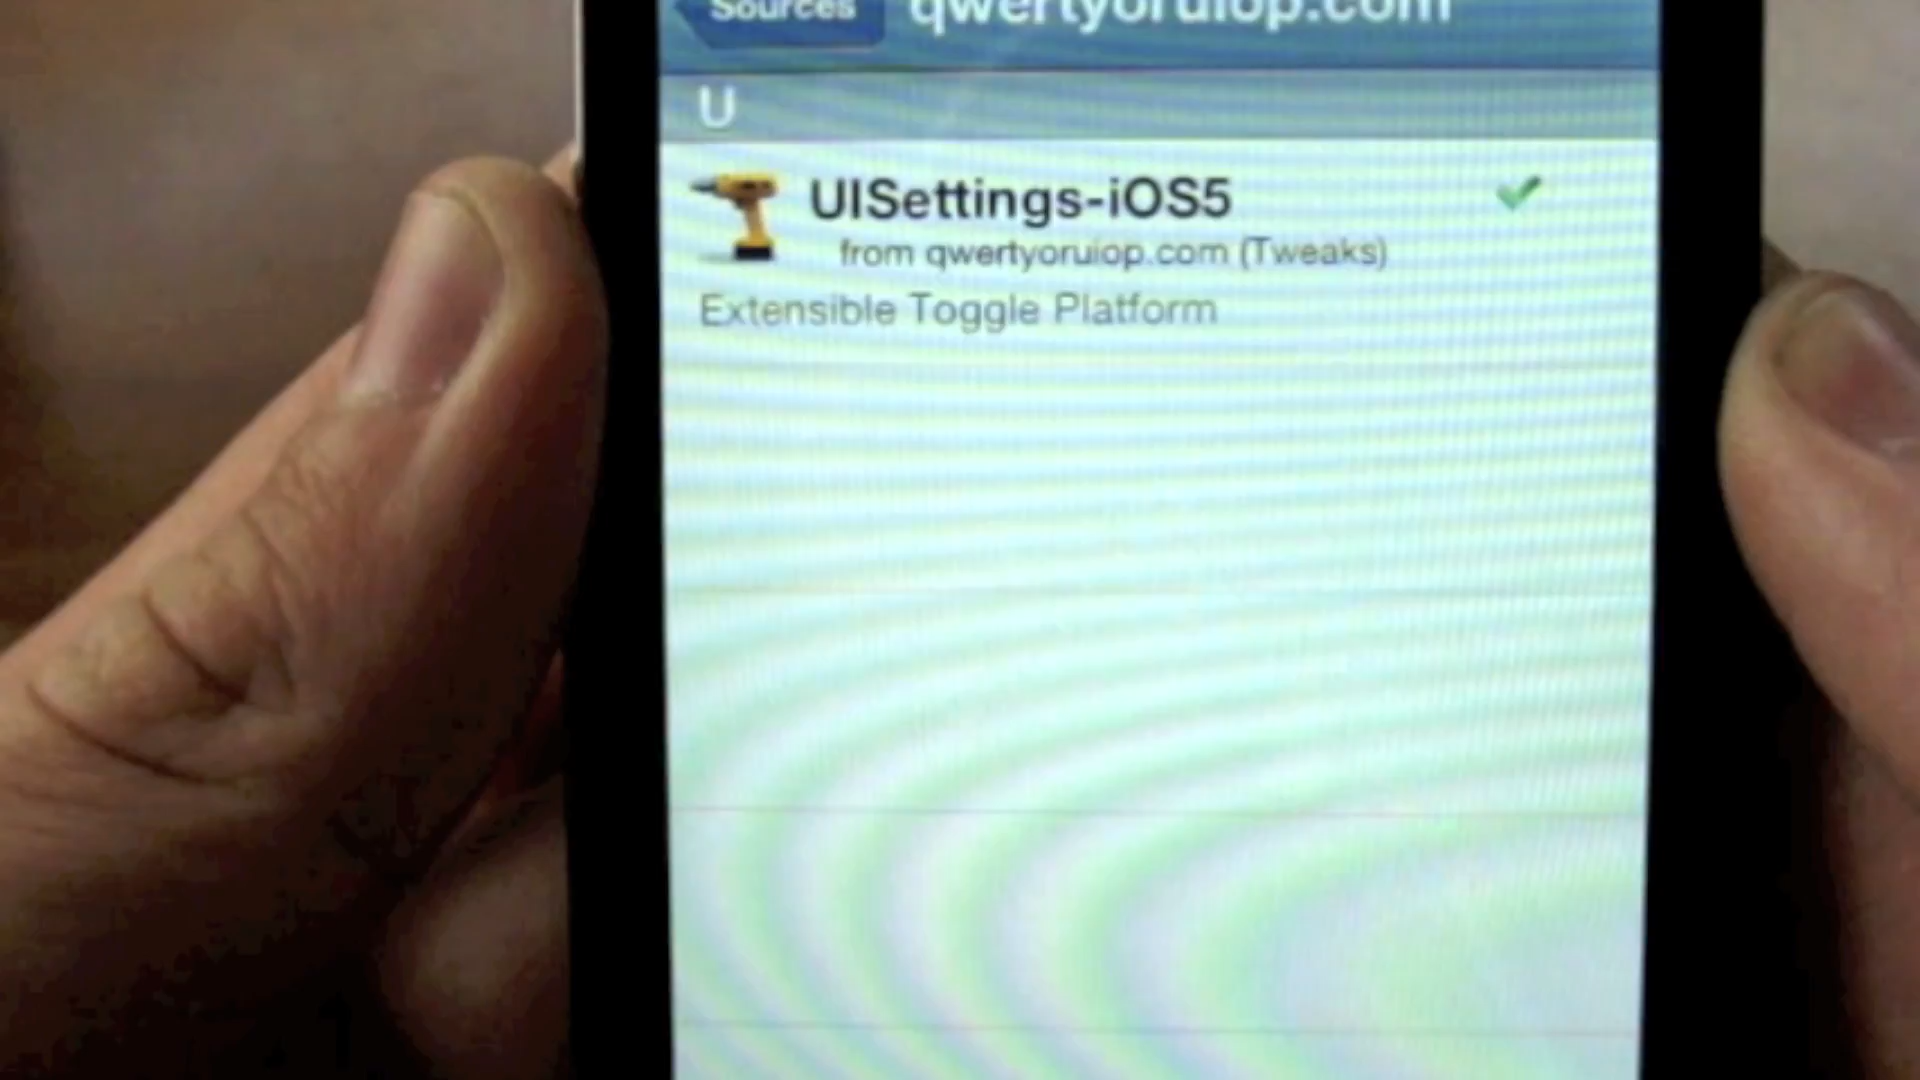 Sources
qwertyoruiop.com
U
UISettings-iOS5
from qwertyoruiop.com (Tweaks)
Extensible Toggle Platform